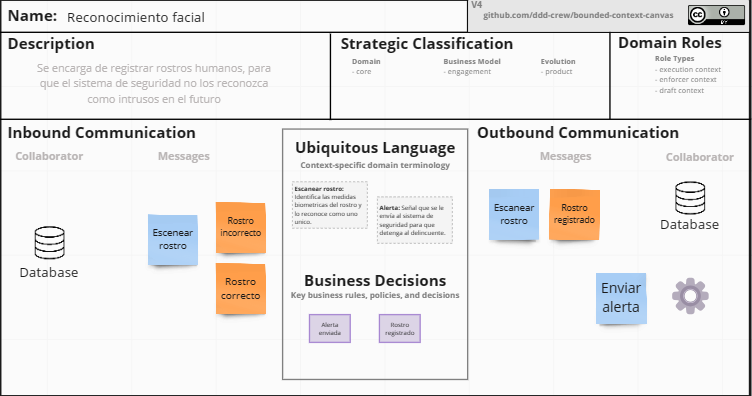 V4
Name: Reconocimiento facial
github.com/ddd-crew/bounded-context-canvas
CC
BY
Description
Se encarga de registrar rostros humanos, para
que el sistema de seguridad no los reconozca
como intrusos en el futuro
Strategic Classification
Domain
- core
Business Model
- engagement
Evolution
- product
Domain Roles
Role Types
- execution context
- enforcer context
- draft context
Inbound Communication
Collaborator
Messages
Database
Escenear
rostro
Rostro
incorrecto
Rostro
correcto
Ubiquitous Language
Context-specific domain terminology
Escanear rostro:
Identifica las medidas
biometricas del rostro y
lo reconoce como uno
unico.
Alerta: Señal que se le
envía al sistema de
seguridad para que
detenga al delincuente.
Business Decisions
Key business rules, policies, and decisions
Alerta
enviada
Rostro
registrado
Outbound Communication
Messages
Collaborator
Escanear
rostro
Rostro
registrado
Database
Enviar
alerta